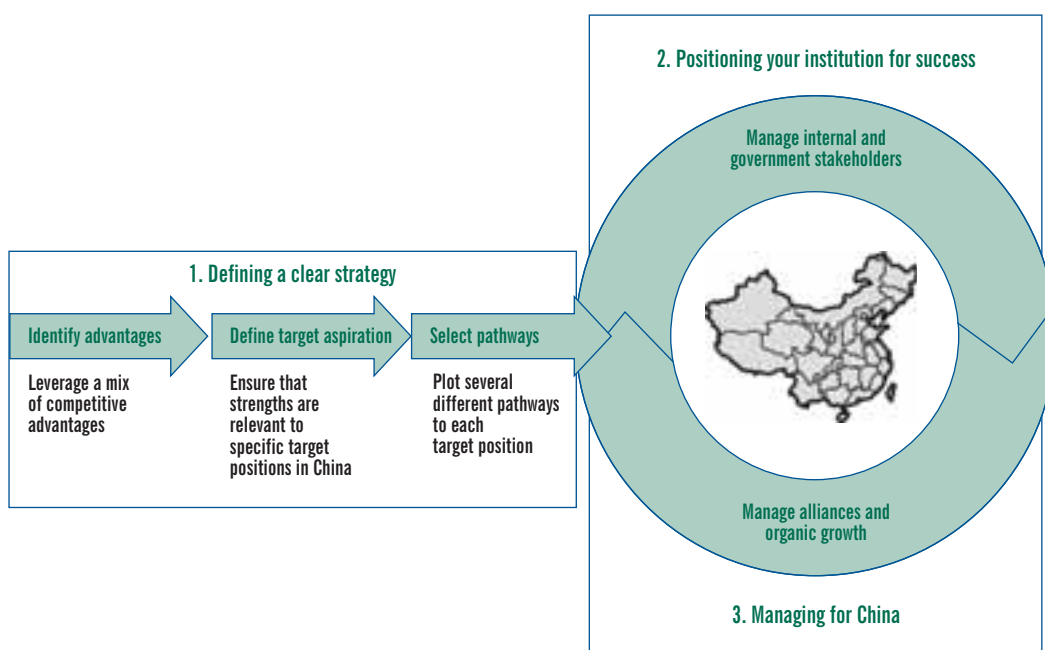 2. Positioning your institution for success
Manage internal and
government stakeholders
1. Defining a clear strategy
Identify advantages
Define target aspiration
Select pathways
Leverage a mix
of competitive
advantages
Ensure that
strengths are
relevant to
specific target
positions in China
Plot several
different pathways
to each
target position
Manage alliances and
organic growth
3. Managing for China